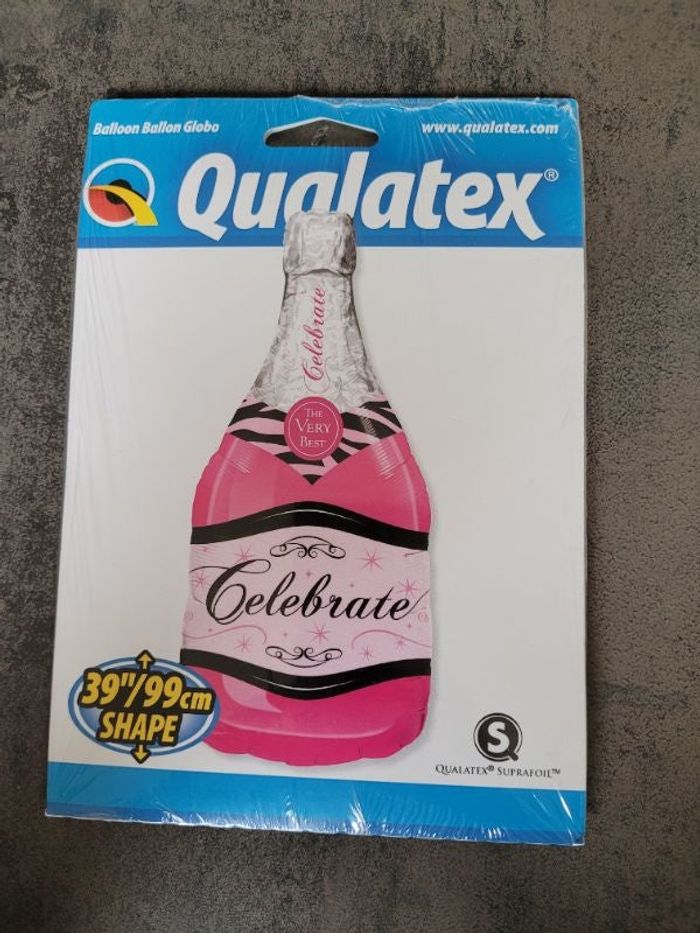 Balloon Ballon Globo
www.qualatex.com
Qualatex®
Celebrate
THE
VERY
BEST
Celebrate
39"/99cm
SHAPE
S
QUALATEX® SUPRAFOIL™